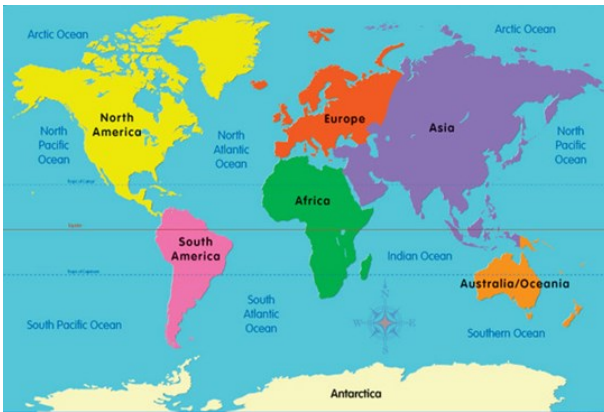 Arctic Ocean
Arctic Ocean
North
America
Europe
Asia
North
Pacific
Ocean
North
Atlantic
Ocean
North
Pacific
Ocean
Africa
Equator
South
America
Indian Ocean
Australia/Oceania
South Pacific Ocean
South
Atlantic
Ocean
N
Southern Ocean
Antarctica